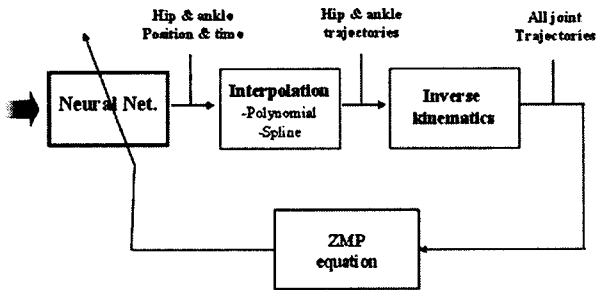 Hip & ankle
Position & time
Hip & ankle
trajectories
All joint
Trajectories
Neural Net.
Interpolation
-Polynomial
-Spline
Inverse
kinematics
ZMP
equation